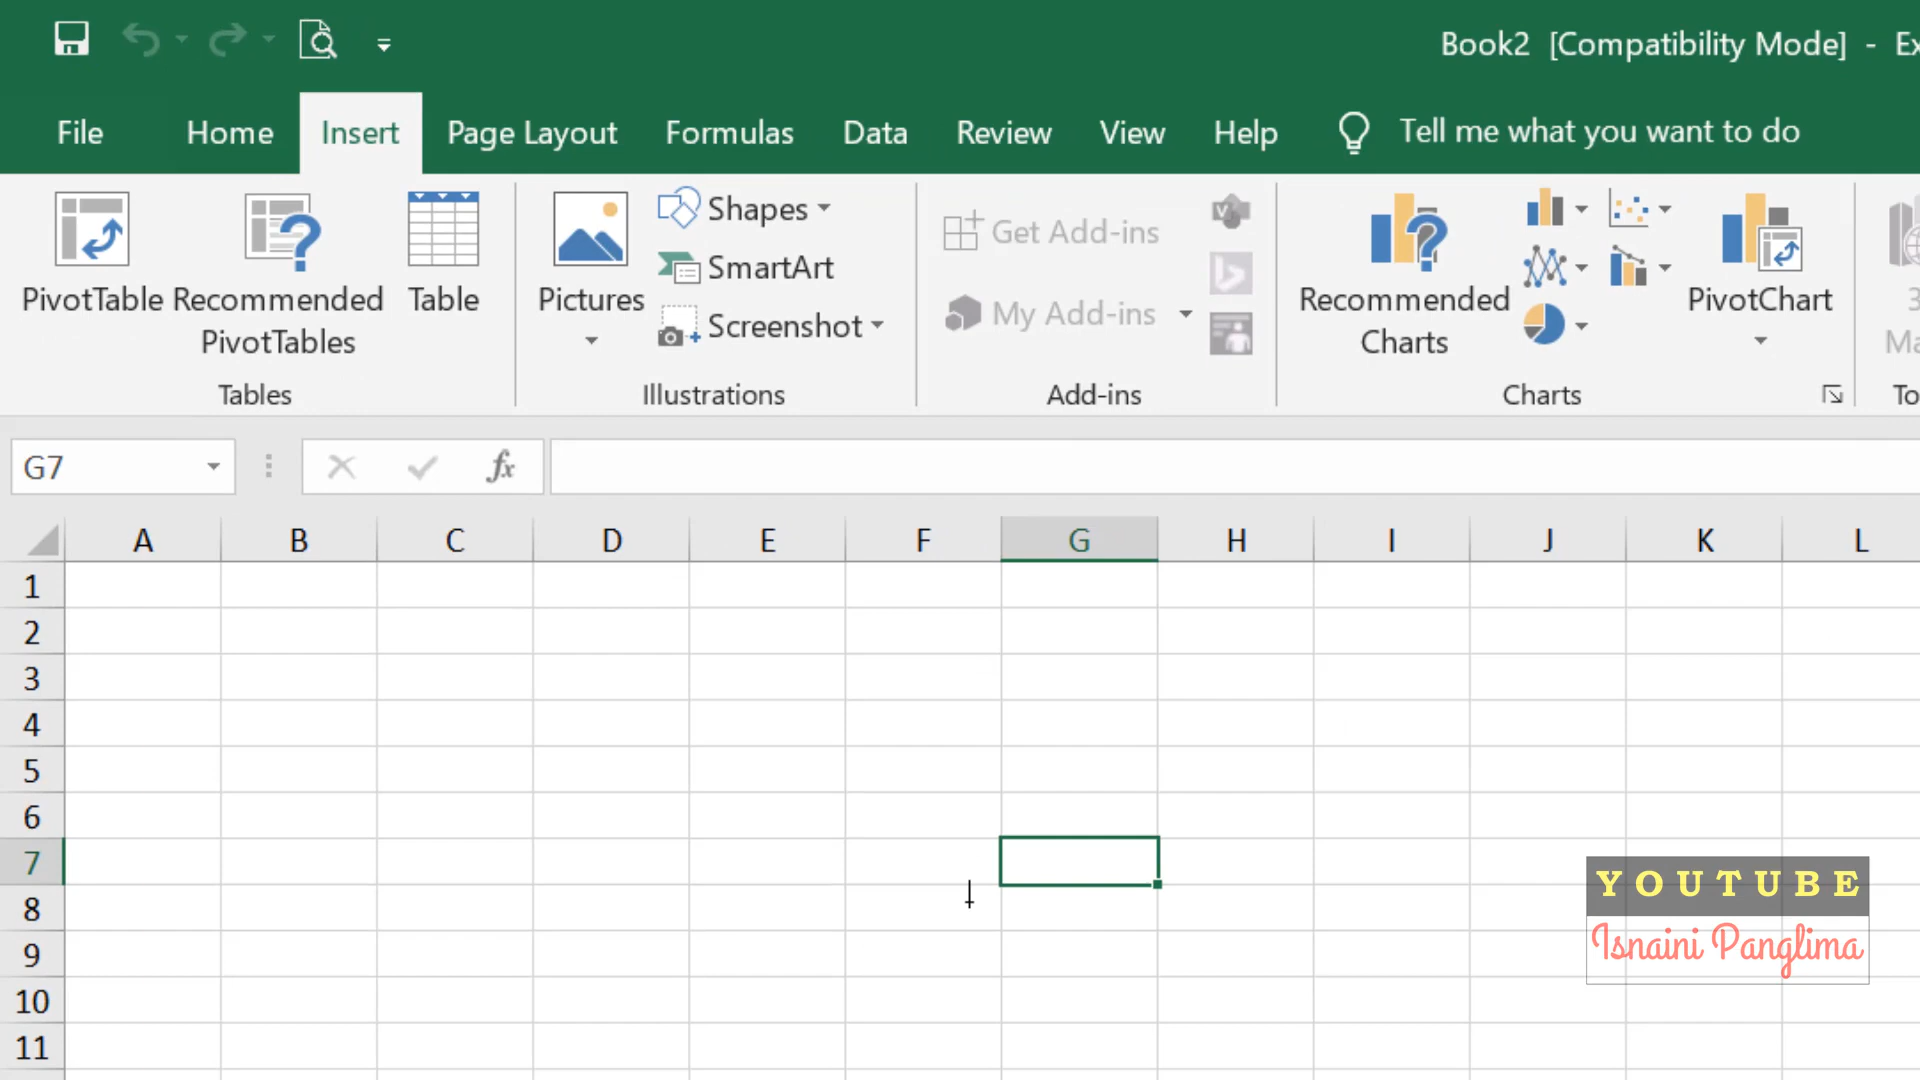 Book2 [Compatibility Mode] -
File Home Insert Page Layout Formulas Data Review View Help Tell me what you want to do
PivotTable
Recommended
PivotTables
Table
Tables
Pictures
Shapes
SmartArt
Screenshot
Illustrations
Get Add-ins
My Add-ins
Add-ins
Recommended
Charts
PivotChart
Charts
G7
fx
A B C D E F G H I J K L
1
2
3
4
5
6
7
8
9
10
11
YOUTUBE
Isnaini Panglima